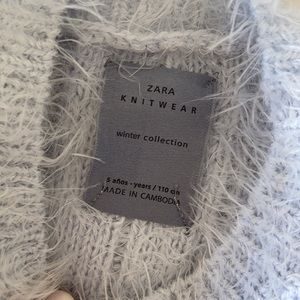 ZARA
KNITWEAR
winter collection
5 años - years / 110 cm
MADE IN CAMBODIA